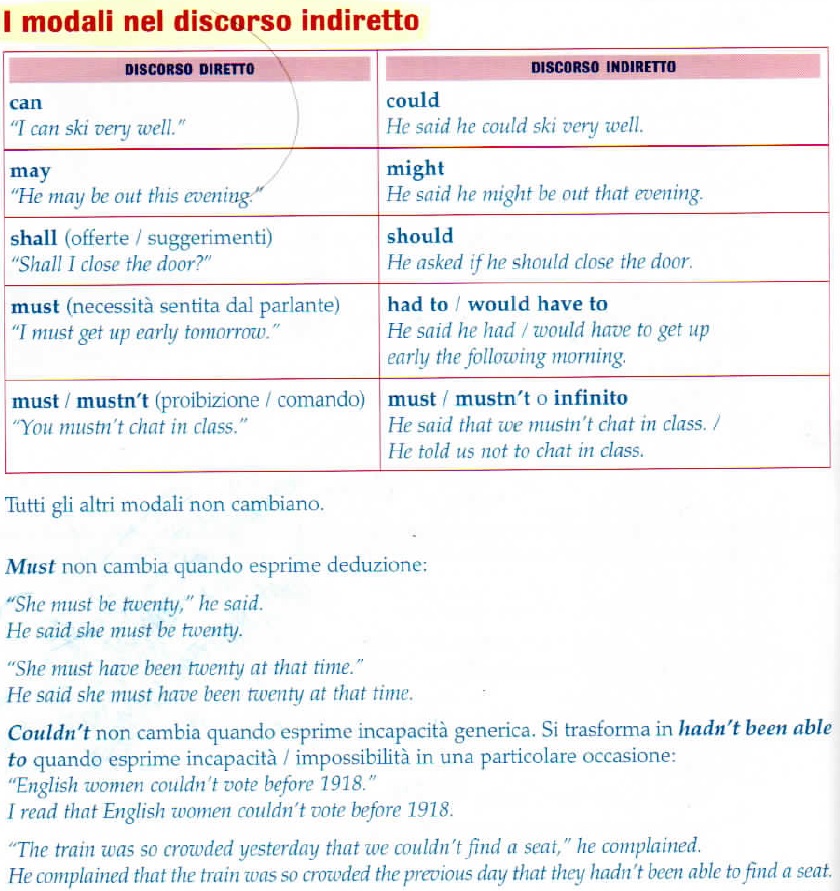 I modali nel discorso indiretto
DISCORSO DIRETTO
DISCORSO INDIRETTO
can
"I can ski very well."
could
He said he could ski very well.
may
"He may be out this evening."
might
He said he might be out that evening.
shall (offerte / suggerimenti)
"Shall I close the door?"
should
He asked if he should close the door.
must (necessità sentita dal parlante)
"I must get up early tomorrow."
had to / would have to
He said he had / would have to get up
early the following morning.
must / mustn't (proibizione / comando)
"You mustn't chat in class."
must / mustn't o infinito
He said that we mustn't chat in class. /
He told us not to chat in class.
Tutti gli altri modali non cambiano.
Must non cambia quando esprime deduzione:
"She must be twenty," he said.
He said she must be twenty.
"She must have been twenty at that time."
He said she must have been twenty at that time.
Couldn't non cambia quando esprime incapacità generica. Si trasforma in hadn't been able
to quando esprime incapacità / impossibilità in una particolare occasione:
"English women couldn't vote before 1918."
I read that English women couldn't vote before 1918.
"The train was so crowded yesterday that we couldn't find a seat," he complained.
He complained that the train was so crowded the previous day that they hadn't been able to find a seat.